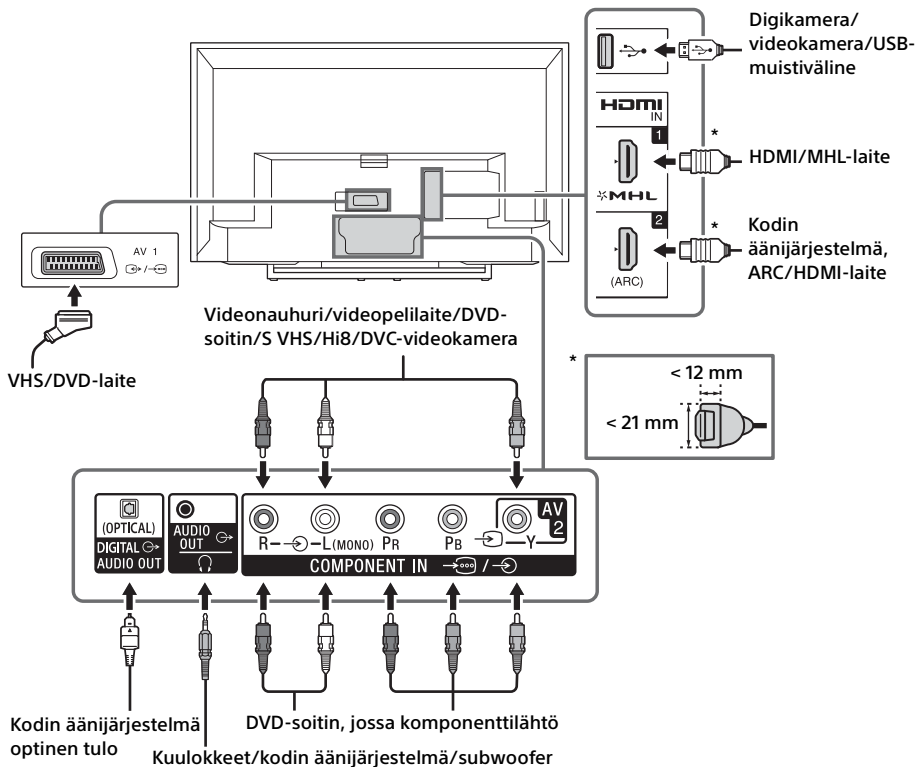 Digikamera/
videokamera/USB-
muistiväline
HDMI
IN
1
*
HDMI/MHL-laite
MHL
2
*
Kodin
äänijärjestelmä,
ARC/HDMI-laite
(ARC)
AV 1
VHS/DVD-laite
Videonauhuri/videopelilaite/DVD-
soitin/S VHS/Hi8/DVC-videokamera
*
< 12 mm
< 21 mm
(OPTICAL)
DIGITAL
AUDIO OUT
AUDIO
OUT
R L(MONO) PR PB Y
AV
2
COMPONENT IN /
Kodin äänijärjestelmä
optinen tulo
DVD-soitin, jossa komponenttilähtö
Kuulokkeet/kodin äänijärjestelmä/subwoofer